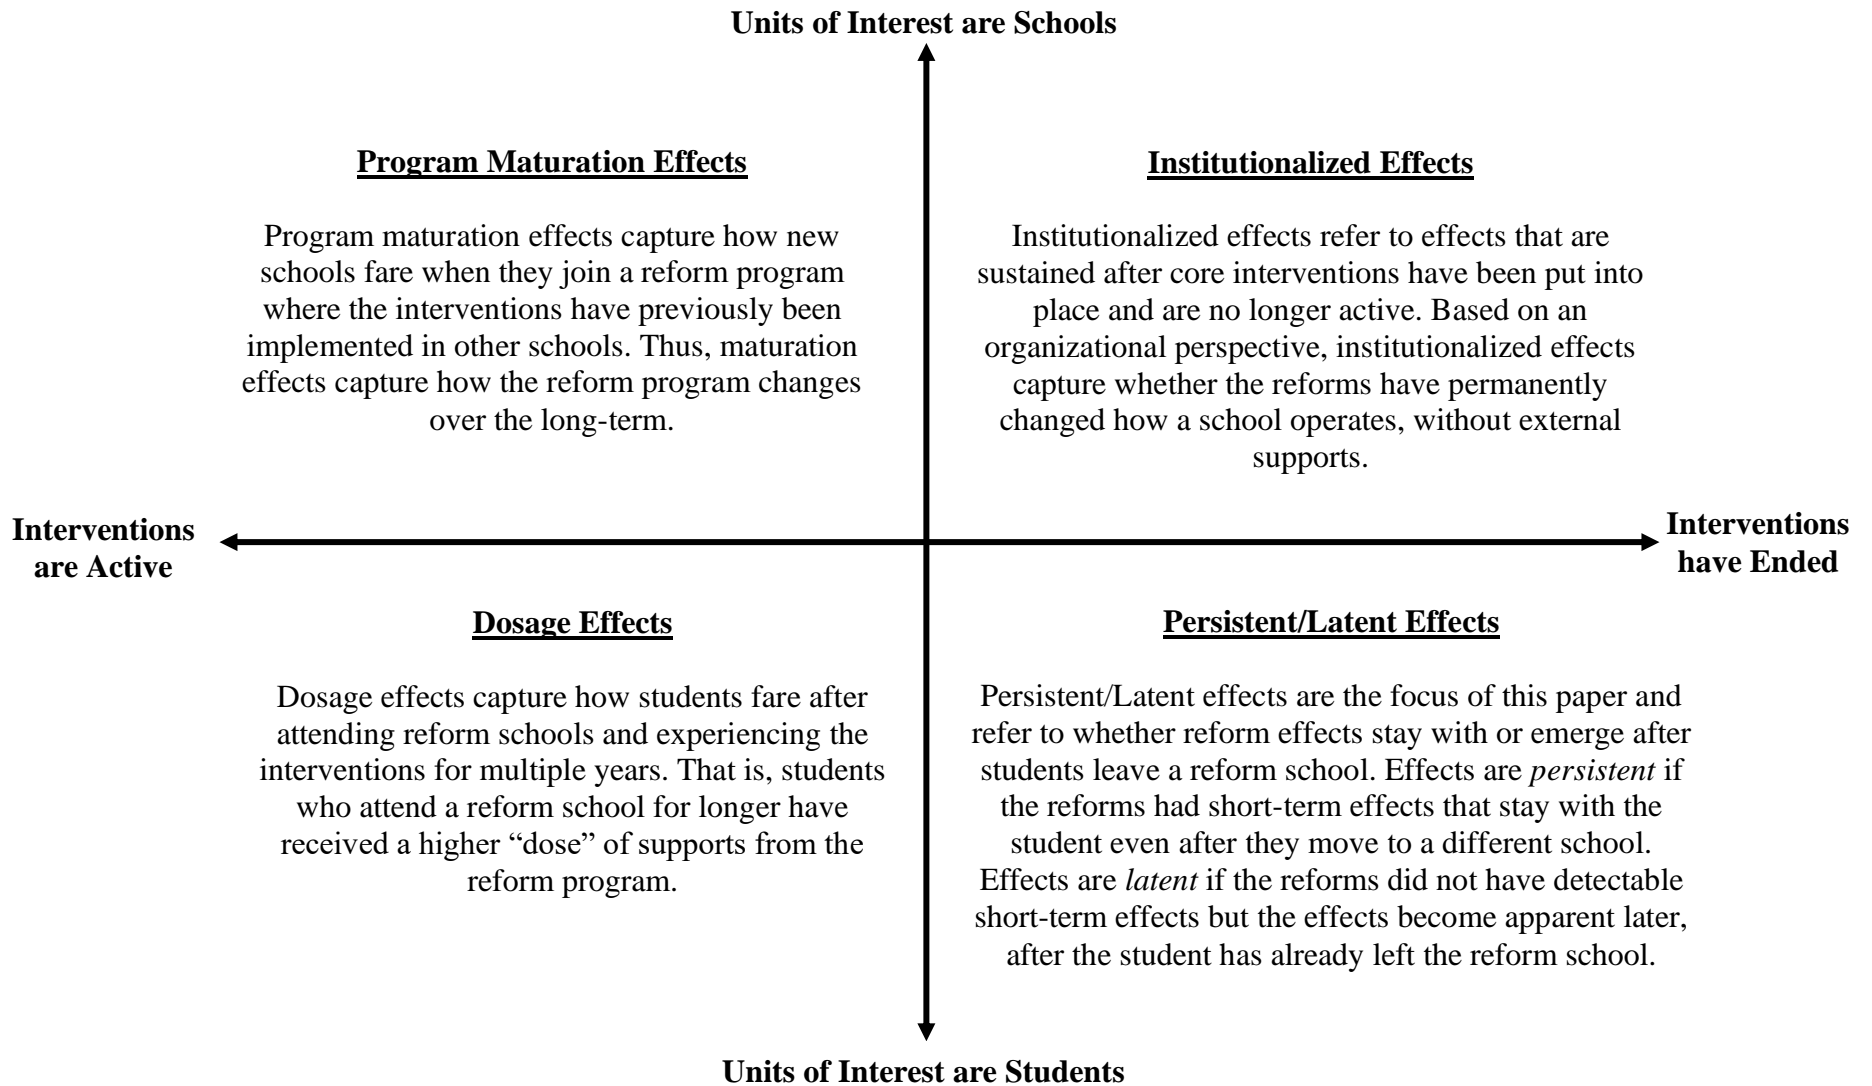 Units of Interest are Schools
Program Maturation Effects
Program maturation effects capture how new
schools fare when they join a reform program
where the interventions have previously been
implemented in other schools. Thus, maturation
effects capture how the reform program changes
over the long-term.
Institutionalized Effects
Institutionalized effects refer to effects that are
sustained after core interventions have been put into
place and are no longer active. Based on an
organizational perspective, institutionalized effects
capture whether the reforms have permanently
changed how a school operates, without external
supports.
Interventions
are Active
Interventions
have Ended
Dosage Effects
Dosage effects capture how students fare after
attending reform schools and experiencing the
interventions for multiple years. That is, students
who attend a reform school for longer have
received a higher “dose” of supports from the
reform program.
Persistent/Latent Effects
Persistent/Latent effects are the focus of this paper and
refer to whether reform effects stay with or emerge after
students leave a reform school. Effects are persistent if
the reforms had short-term effects that stay with the
student even after they move to a different school.
Effects are latent if the reforms did not have detectable
short-term effects but the effects become apparent later,
after the student has already left the reform school.
Units of Interest are Students